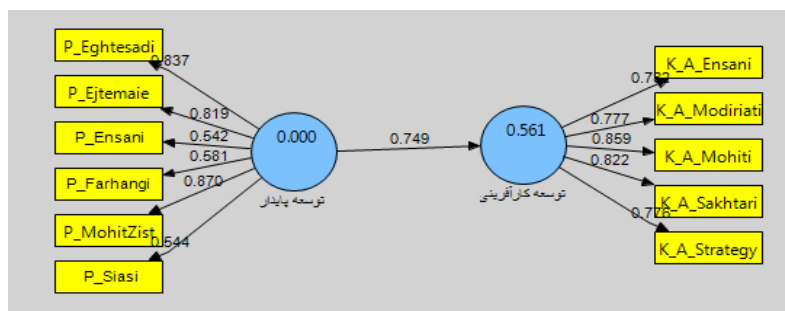 P_Eghtesadi
P_Ejtemaie
P_Ensani
P_Farhangi
P_MohitZist
P_Siasi
0.837
0.819
0.542
0.581
0.870
0.544
0.000
توسعه پایدار
0.749
0.561
توسعه کارآفرینی
0.782
0.777
0.859
0.822
0.776
K_A_Ensani
K_A_Modiriati
K_A_Mohiti
K_A_Sakhtari
K_A_Strategy